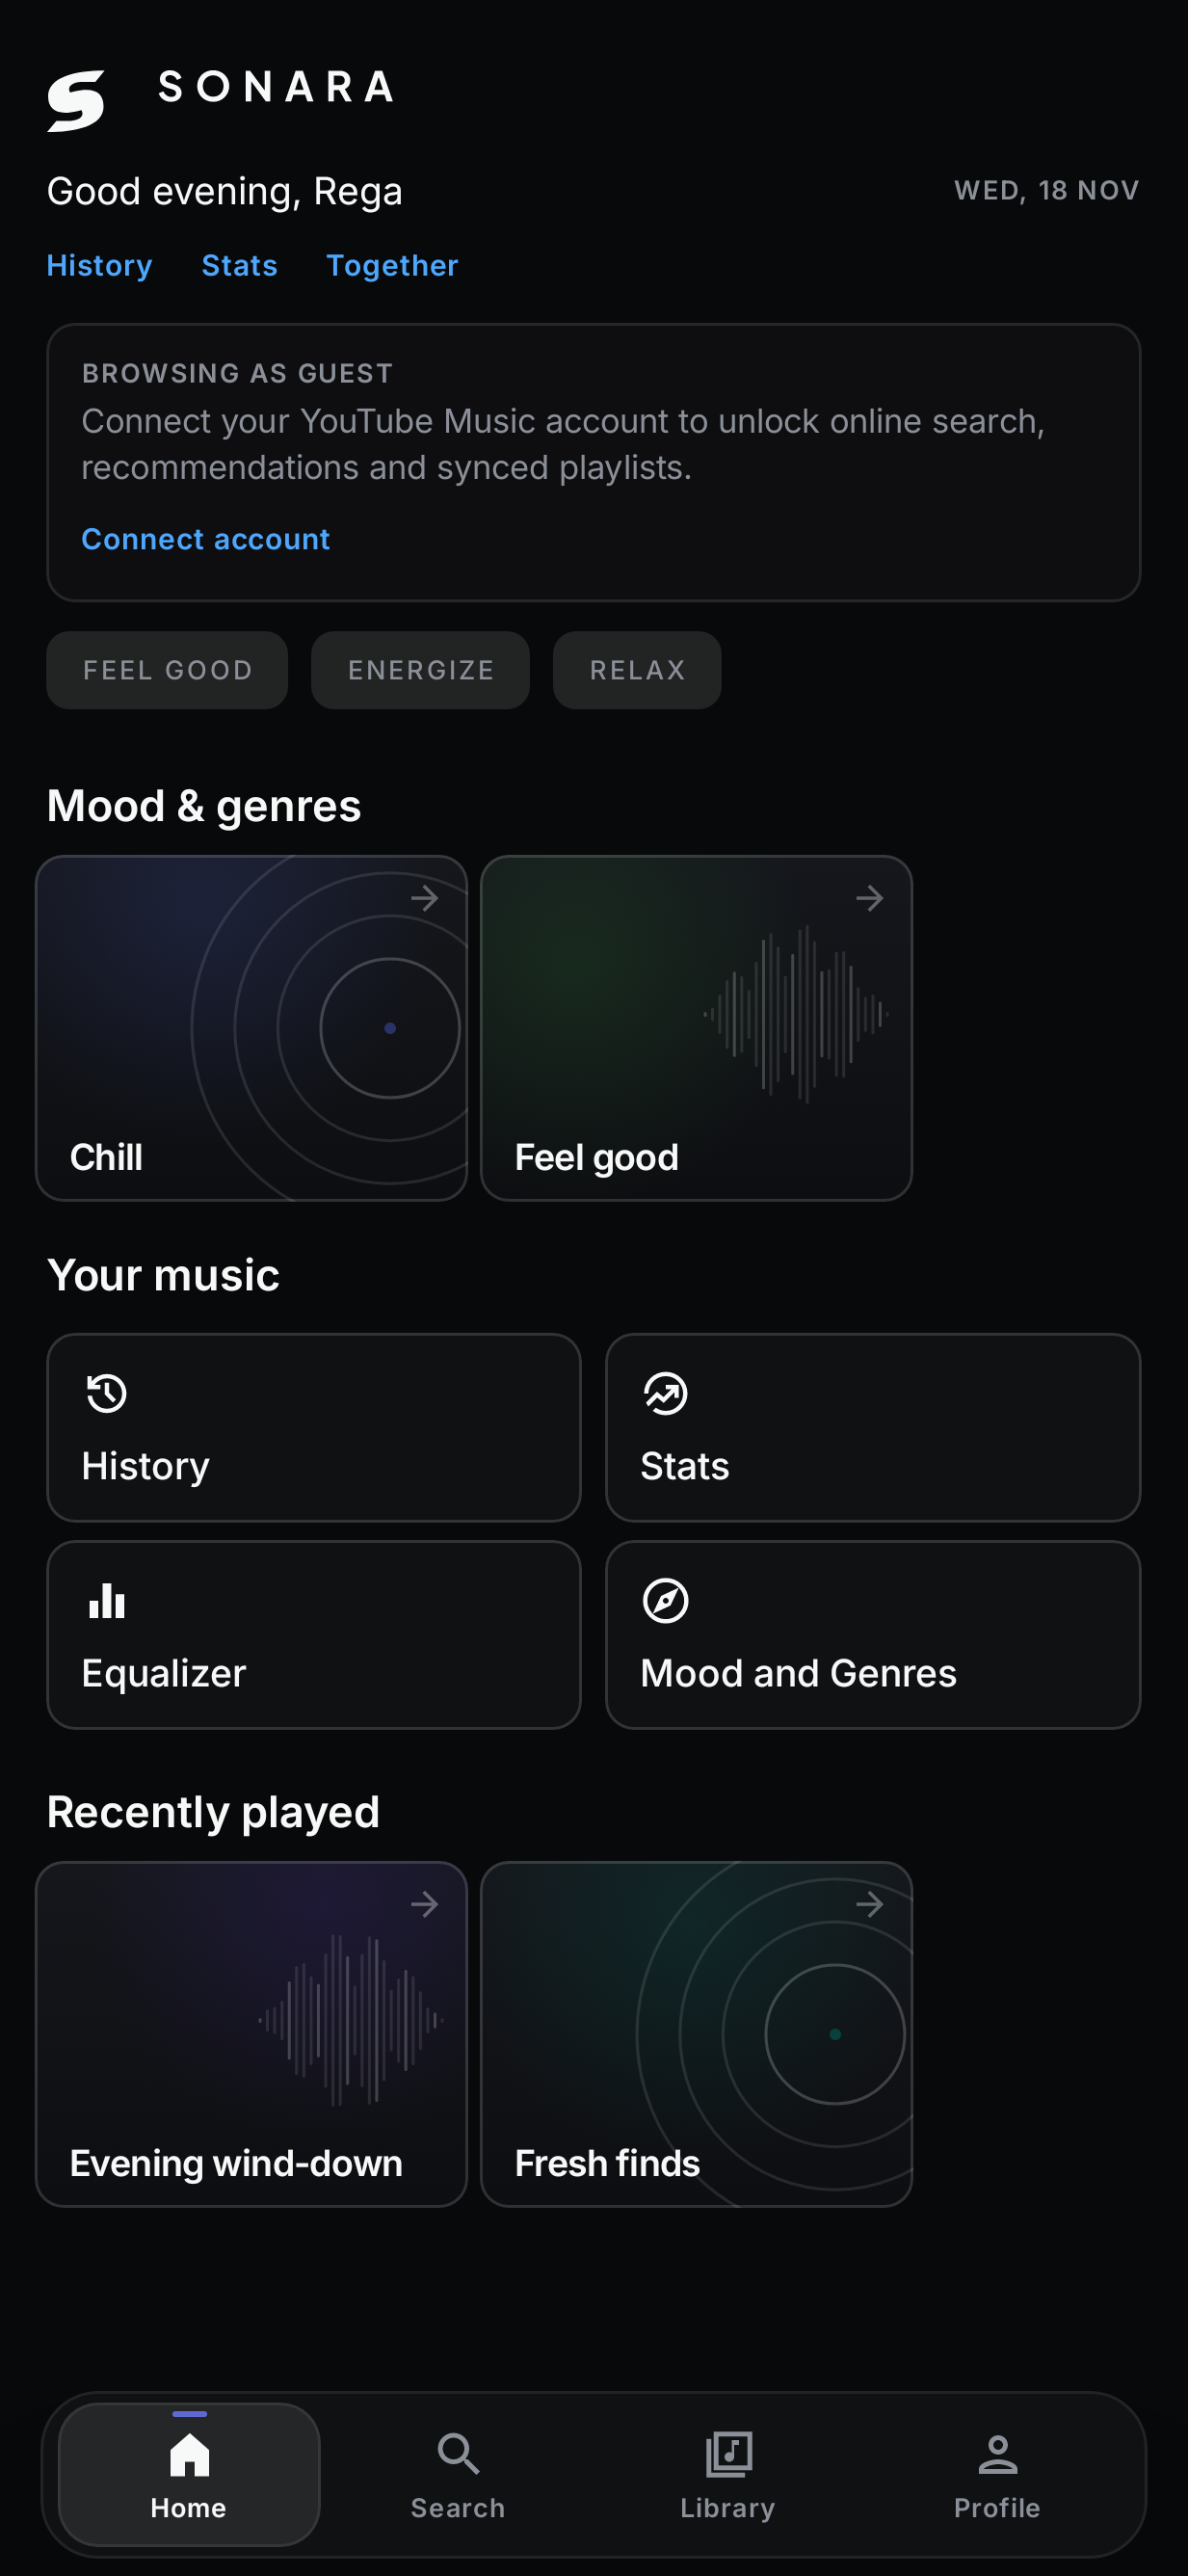 SONARA
Good evening, Rega
WED, 18 NOV
History Stats Together
BROWSING AS GUEST
Connect your YouTube Music account to unlock online search,
recommendations and synced playlists.
Connect account
FEEL GOOD ENERGIZE RELAX
Mood & genres
Chill
Feel good
Your music
History
Stats
Equalizer
Mood and Genres
Recently played
Evening wind-down
Fresh finds
Home Search Library Profile